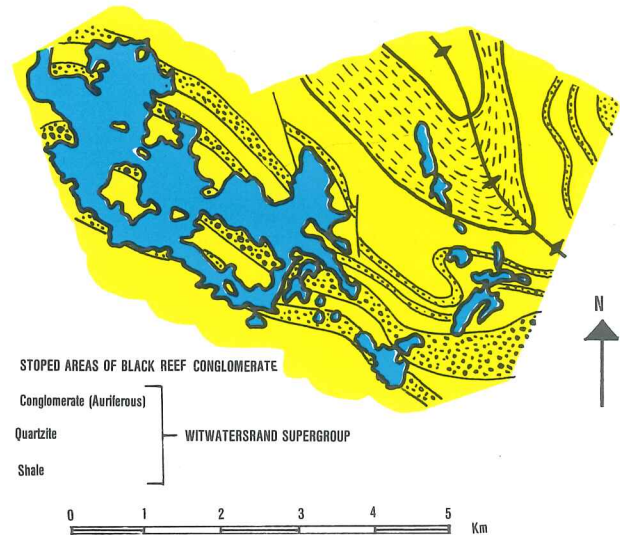 N
STOPED AREAS OF BLACK REEF CONGLOMERATE
Conglomerate (Auriferous)
Quartzite
WITWATERSRAND SUPERGROUP
Shale
0 1 2 3 4 5
Km